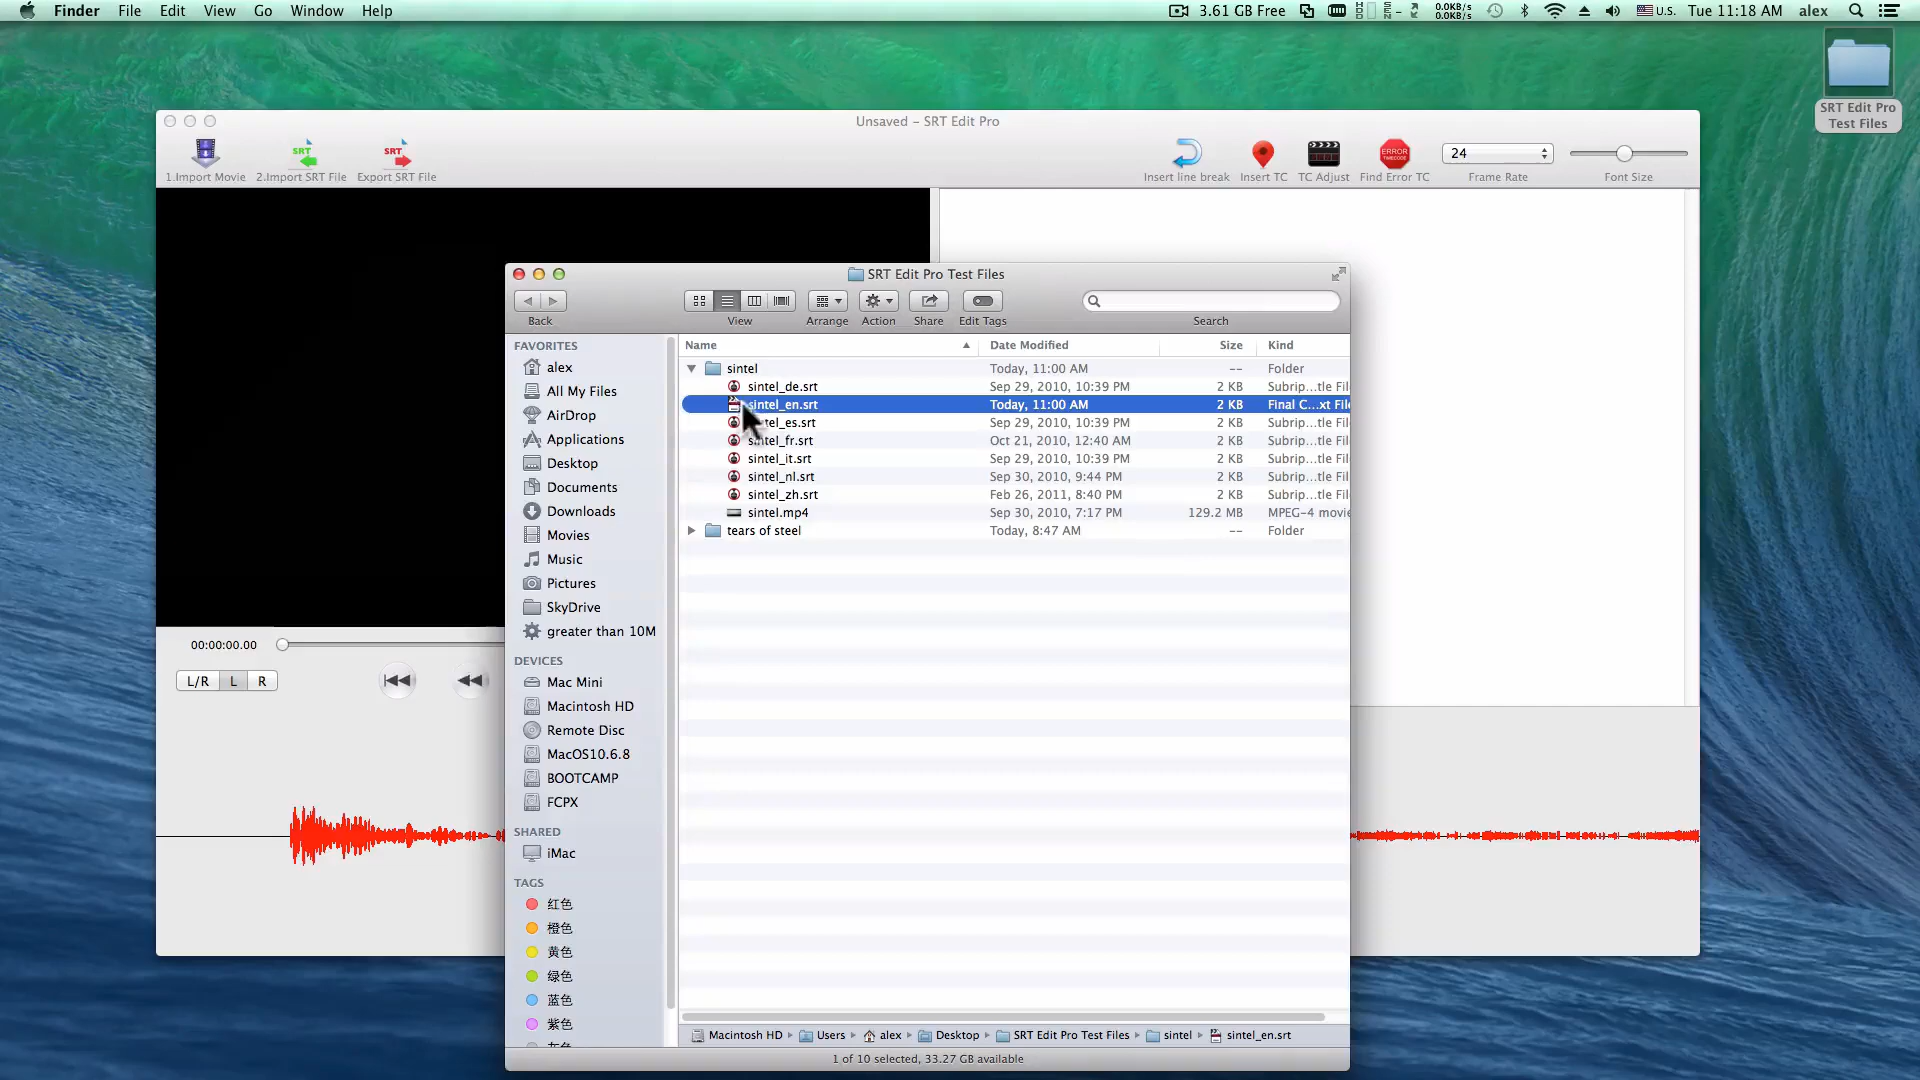 Finder File Edit View Go Window Help 3.61 GB Free 0.0KB/s 0.0KB/s U.S. Tue 11:18 AM alex
SRT Edit Pro
Test Files
Unsaved – SRT Edit Pro
1.Import Movie 2.Import SRT File Export SRT File Insert line break Insert TC TC Adjust Find Error TC 24 Frame Rate Font Size
SRT Edit Pro Test Files
Back View Arrange Action Share Edit Tags Search
Name Date Modified Size Kind
sintel Today, 11:00 AM -- Folder
sintel_de.srt Sep 29, 2010, 10:39 PM 2 KB Subrip...tle Fil
sintel_en.srt Today, 11:00 AM 2 KB Final C...xt File
tel_es.srt Sep 29, 2010, 10:39 PM 2 KB Subrip...tle Fil
sintel_fr.srt Oct 21, 2010, 12:40 AM 2 KB Subrip...tle Fil
sintel_it.srt Sep 29, 2010, 10:39 PM 2 KB Subrip...tle Fil
sintel_nl.srt Sep 30, 2010, 9:44 PM 2 KB Subrip...tle Fil
sintel_zh.srt Feb 26, 2011, 8:40 PM 2 KB Subrip...tle Fil
sintel.mp4 Sep 30, 2010, 7:17 PM 129.2 MB MPEG-4 movie
tears of steel Today, 8:47 AM -- Folder
FAVORITES
alex
All My Files
AirDrop
Applications
Desktop
Documents
Downloads
Movies
Music
Pictures
SkyDrive
greater than 10M
DEVICES
Mac Mini
Macintosh HD
Remote Disc
MacOS10.6.8
BOOTCAMP
FCPX
SHARED
iMac
TAGS
红色
橙色
黄色
绿色
蓝色
紫色
00:00:00.00
L/R L R
Macintosh HD Users alex Desktop SRT Edit Pro Test Files sintel sintel_en.srt
1 of 10 selected, 33.27 GB available